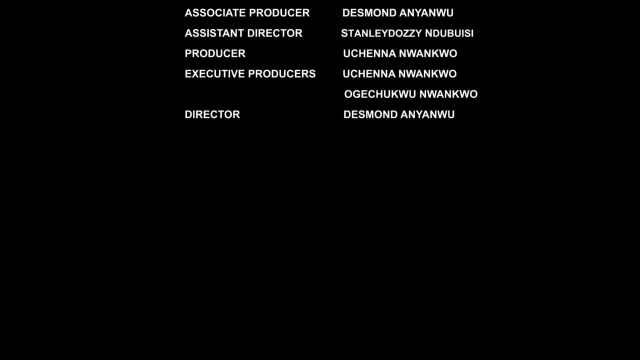 ASSOCIATE PRODUCER DESMOND ANYANWU
ASSISTANT DIRECTOR STANLEYDOZZY NDUBUISI
PRODUCER UCHENNA NWANKWO
EXECUTIVE PRODUCERS UCHENNA NWANKWO
OGECHUKWU NWANKWO
DIRECTOR DESMOND ANYANWU